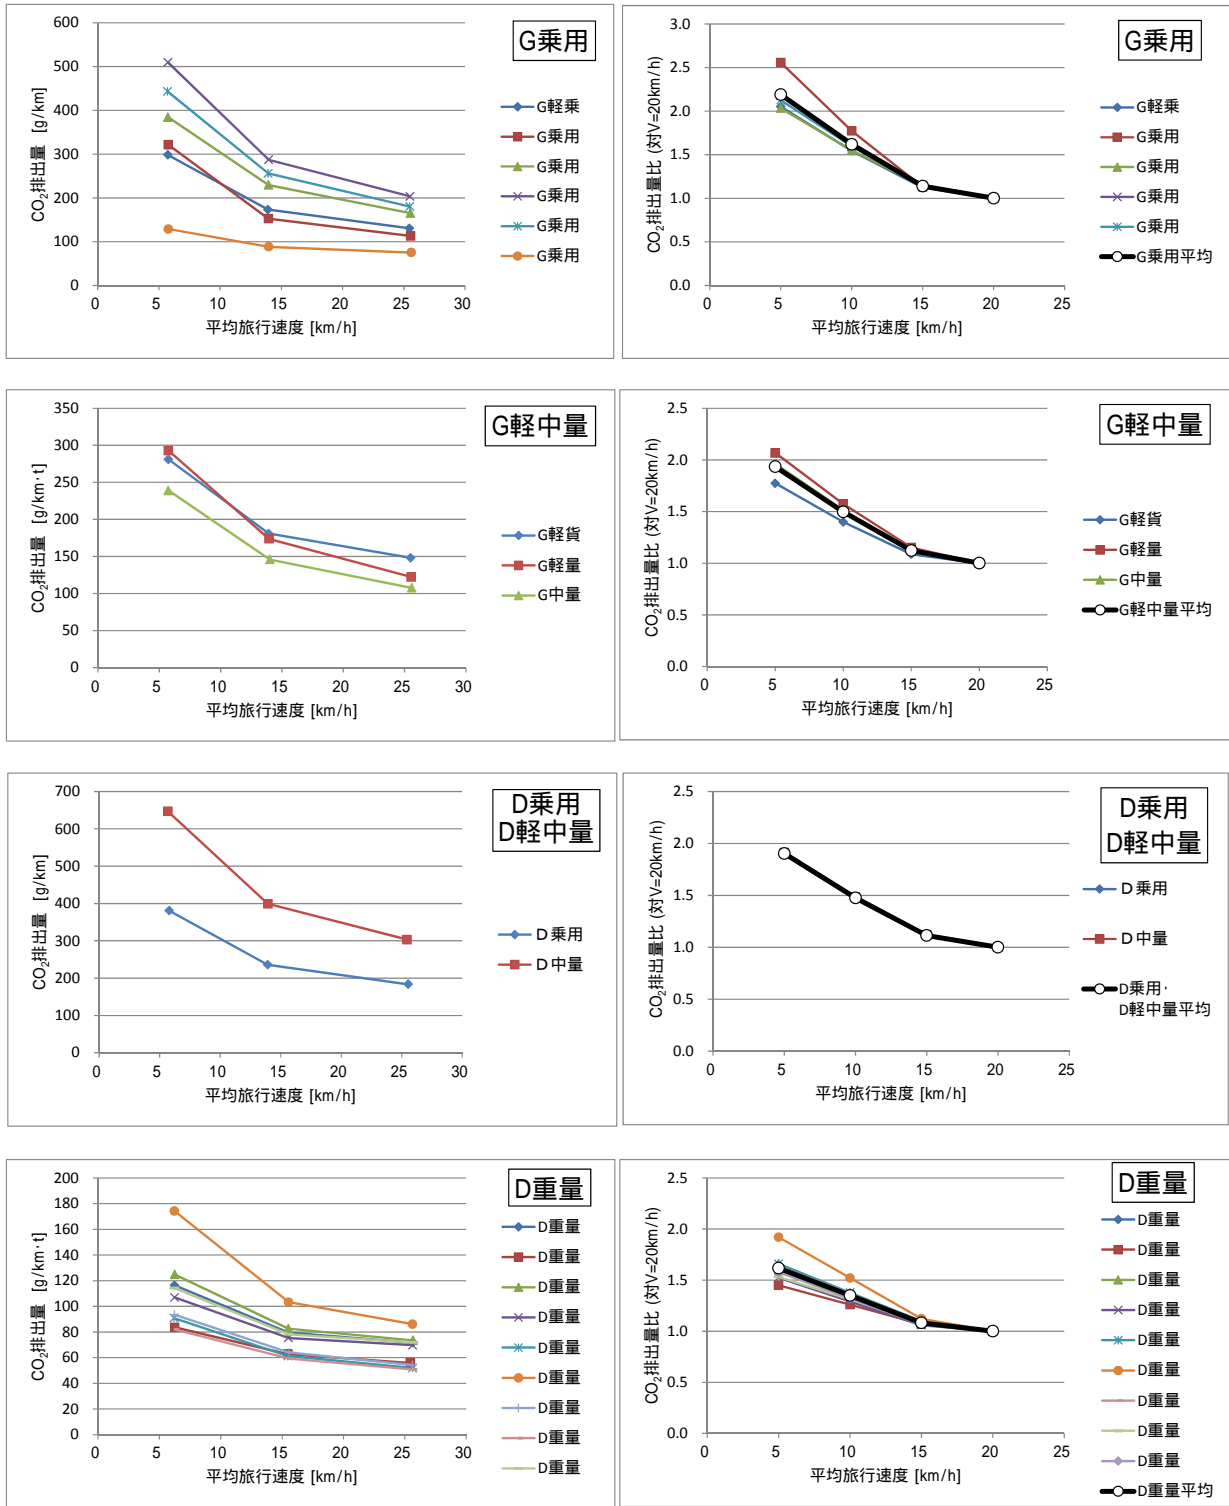 G乗用
CO2排出量 [g/km]
600
500
400
300
200
100
0
0 5 10 15 20 25 30
平均旅行速度 [km/h]
G軽乗
G乗用
G乗用
G乗用
G乗用
G乗用
G乗用
CO2排出量比 (対V=20km/h)
3.0
2.5
2.0
1.5
1.0
0.5
0.0
0 5 10 15 20 25
平均旅行速度 [km/h]
G軽乗
G乗用
G乗用
G乗用
G乗用
G乗用平均
G軽中量
CO2排出量 [g/km·t]
350
300
250
200
150
100
50
0
0 5 10 15 20 25 30
平均旅行速度 [km/h]
G軽貨
G軽量
G中量
G軽中量
CO2排出量比 (対V=20km/h)
2.5
2.0
1.5
1.0
0.5
0.0
0 5 10 15 20 25
平均旅行速度 [km/h]
G軽貨
G軽量
G中量
G軽中量平均
D乗用
D軽中量
CO2排出量 [g/km]
700
600
500
400
300
200
100
0
0 5 10 15 20 25 30
平均旅行速度 [km/h]
D乗用
D中量
D乗用
D軽中量
CO2排出量比 (対V=20km/h)
2.5
2.0
1.5
1.0
0.5
0.0
0 5 10 15 20 25
平均旅行速度 [km/h]
D乗用
D中量
D乗用·
D軽中量平均
D重量
CO2排出量 [g/km·t]
200
180
160
140
120
100
80
60
40
20
0
0 5 10 15 20 25 30
平均旅行速度 [km/h]
D重量
D重量
D重量
D重量
D重量
D重量
D重量
D重量
D重量
D重量
CO2排出量比 (対V=20km/h)
2.5
2.0
1.5
1.0
0.5
0.0
0 5 10 15 20 25
平均旅行速度 [km/h]
D重量
D重量
D重量
D重量
D重量
D重量
D重量
D重量
D重量
D重量平均